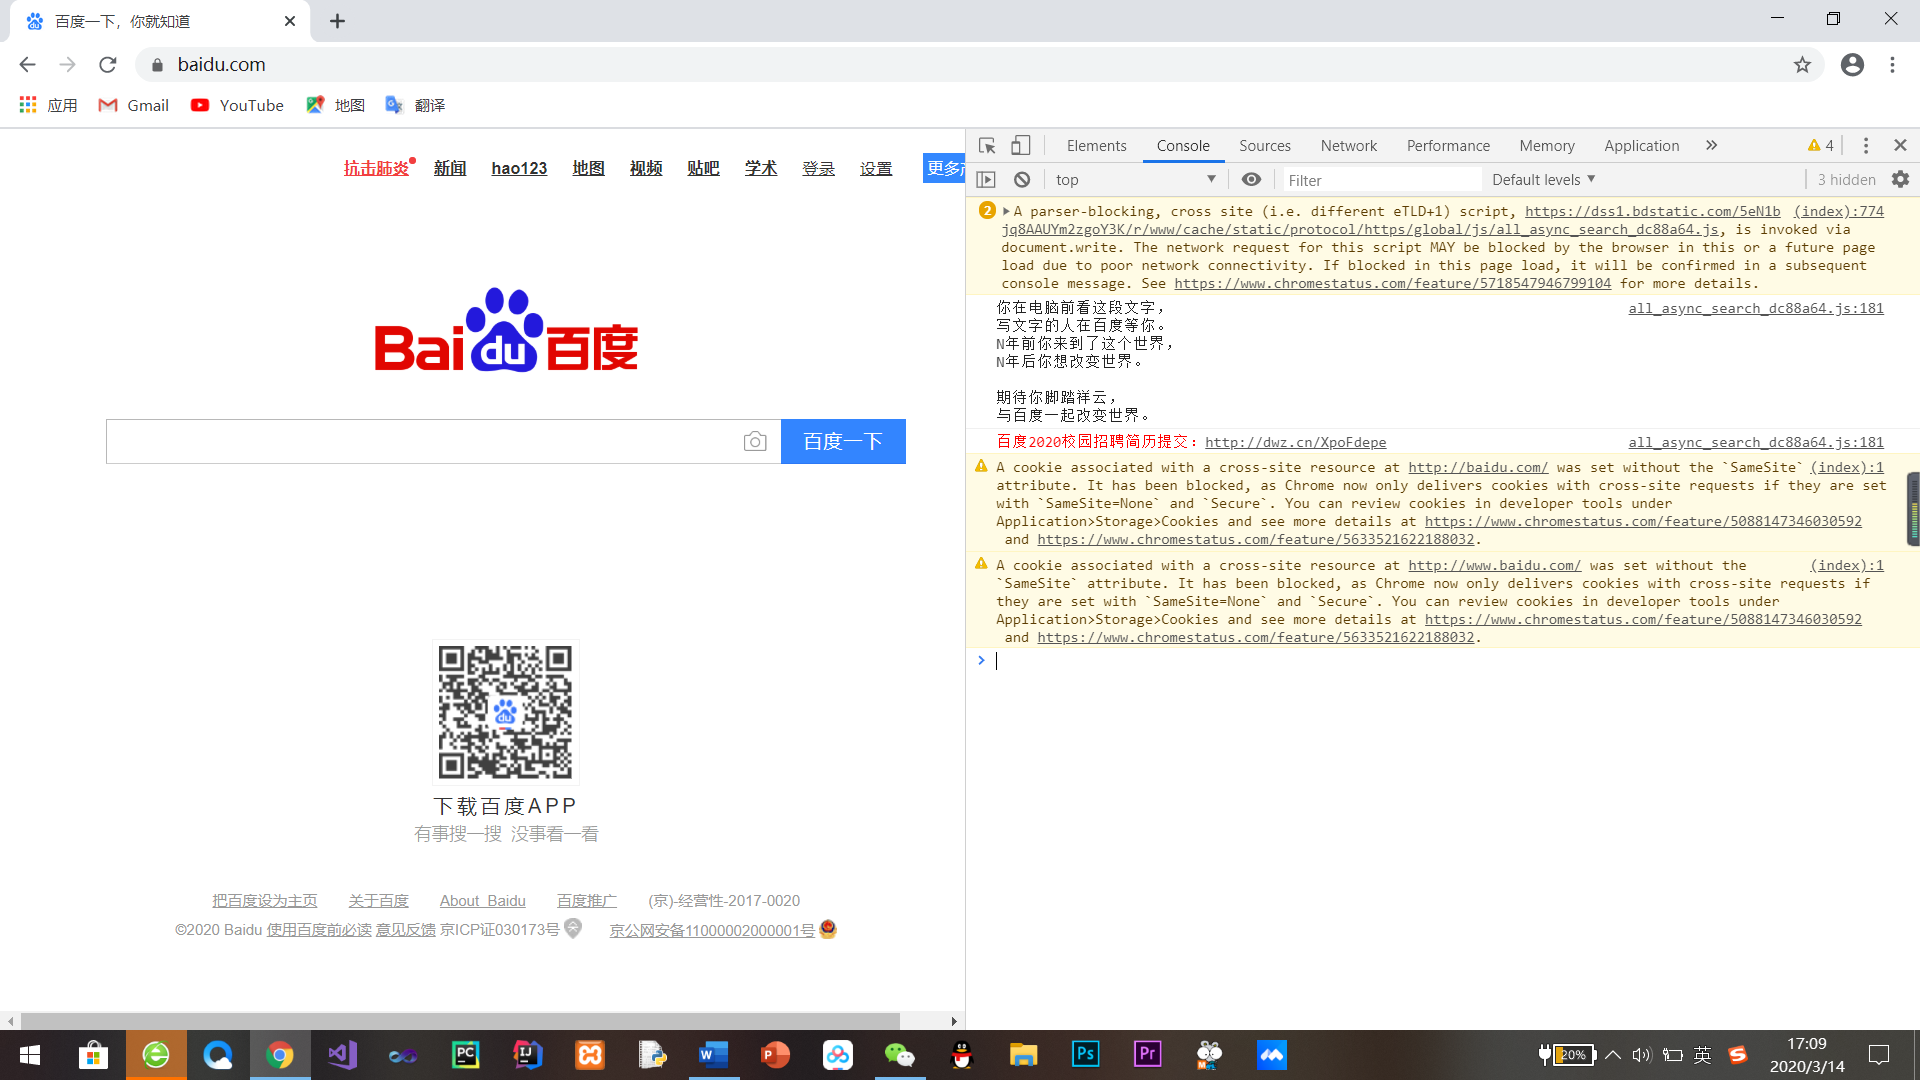 百度一下，你就知道
baidu.com
应用
Gmail
YouTube
地图
翻译
抗击肺炎
新闻
hao123
地图
视频
贴吧
学术
登录
设置
更多
Bai du 百度
百度一下
下载百度APP
有事搜一搜 没事看一看
把百度设为主页
关于百度
About Baidu
百度推广
(京)-经营性-2017-0020
©2020 Baidu 使用百度前必读 意见反馈 京ICP证030173号
京公网安备11000002000001号
Elements
Console
Sources
Network
Performance
Memory
Application
4
top
Filter
Default levels
3 hidden
2
A parser-blocking, cross site (i.e. different eTLD+1) script, https://dss1.bdstatic.com/5eN1b (index):774
jq8AAUYm2zgoY3K/r/www/cache/static/protocol/https/global/js/all_async_search_dc88a64.js, is invoked via
document.write. The network request for this script MAY be blocked by the browser in this or a future page
load due to poor network connectivity. If blocked in this page load, it will be confirmed in a subsequent
console message. See https://www.chromestatus.com/feature/5718547946799104 for more details.
你在电脑前看这段文字， all_async_search_dc88a64.js:181
写文字的人在百度等你。
N年前你来到了这个世界，
N年后你想改变世界。
期待你脚踏祥云，
与百度一起改变世界。
百度2020校园招聘简历提交：http://dwz.cn/XpoFdepe all_async_search_dc88a64.js:181
A cookie associated with a cross-site resource at http://baidu.com/ was set without the `SameSite` (index):1
attribute. It has been blocked, as Chrome now only delivers cookies with cross-site requests if they are set
with `SameSite=None` and `Secure`. You can review cookies in developer tools under
Application>Storage>Cookies and see more details at https://www.chromestatus.com/feature/5088147346030592
and https://www.chromestatus.com/feature/5633521622188032.
A cookie associated with a cross-site resource at http://www.baidu.com/ was set without the (index):1
`SameSite` attribute. It has been blocked, as Chrome now only delivers cookies with cross-site requests if
they are set with `SameSite=None` and `Secure`. You can review cookies in developer tools under
Application>Storage>Cookies and see more details at https://www.chromestatus.com/feature/5088147346030592
and https://www.chromestatus.com/feature/5633521622188032.
PC
IJ
W
P
Ps
Pr
20%
英
S
17:09
2020/3/14